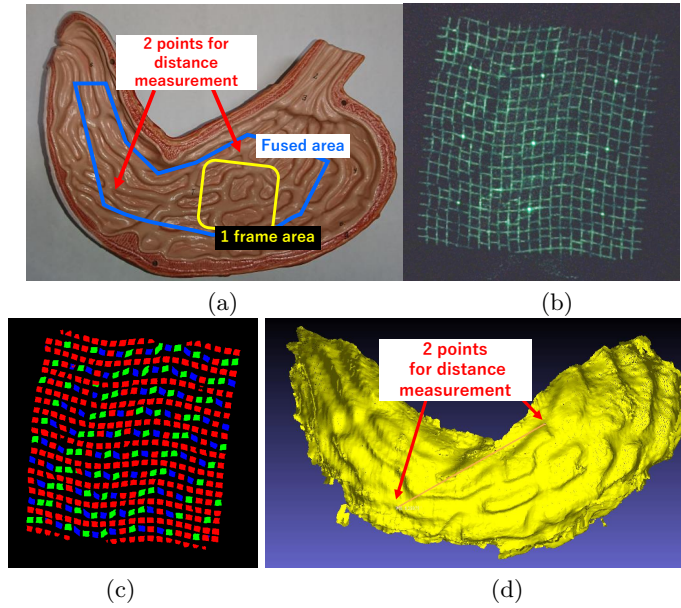 2 points for
distance
measurement
Fused area
1 frame area
(a)
(b)
2 points
for distance
measurement
(c)
(d)